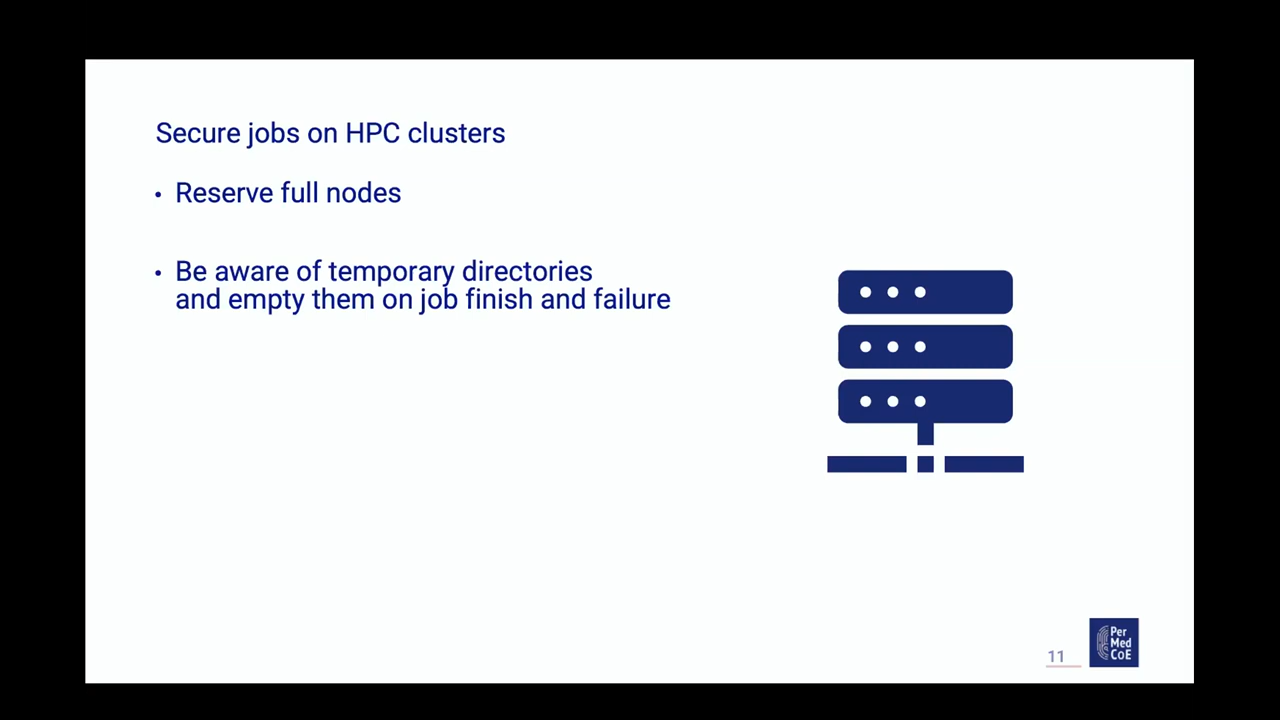 Secure jobs on HPC clusters
• Reserve full nodes
• Be aware of temporary directories
and empty them on job finish and failure
11
Per
Med
CoE